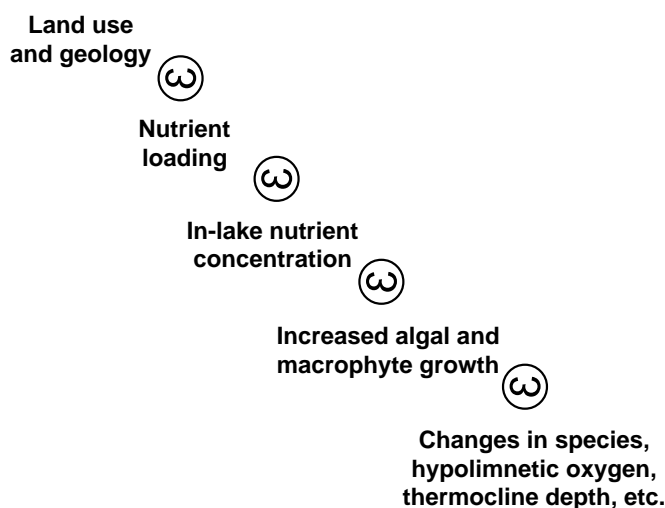 Land use
and geology
ω
Nutrient
loading
ω
In-lake nutrient
concentration
ω
Increased algal and
macrophyte growth
ω
Changes in species,
hypolimnetic oxygen,
thermocline depth, etc.